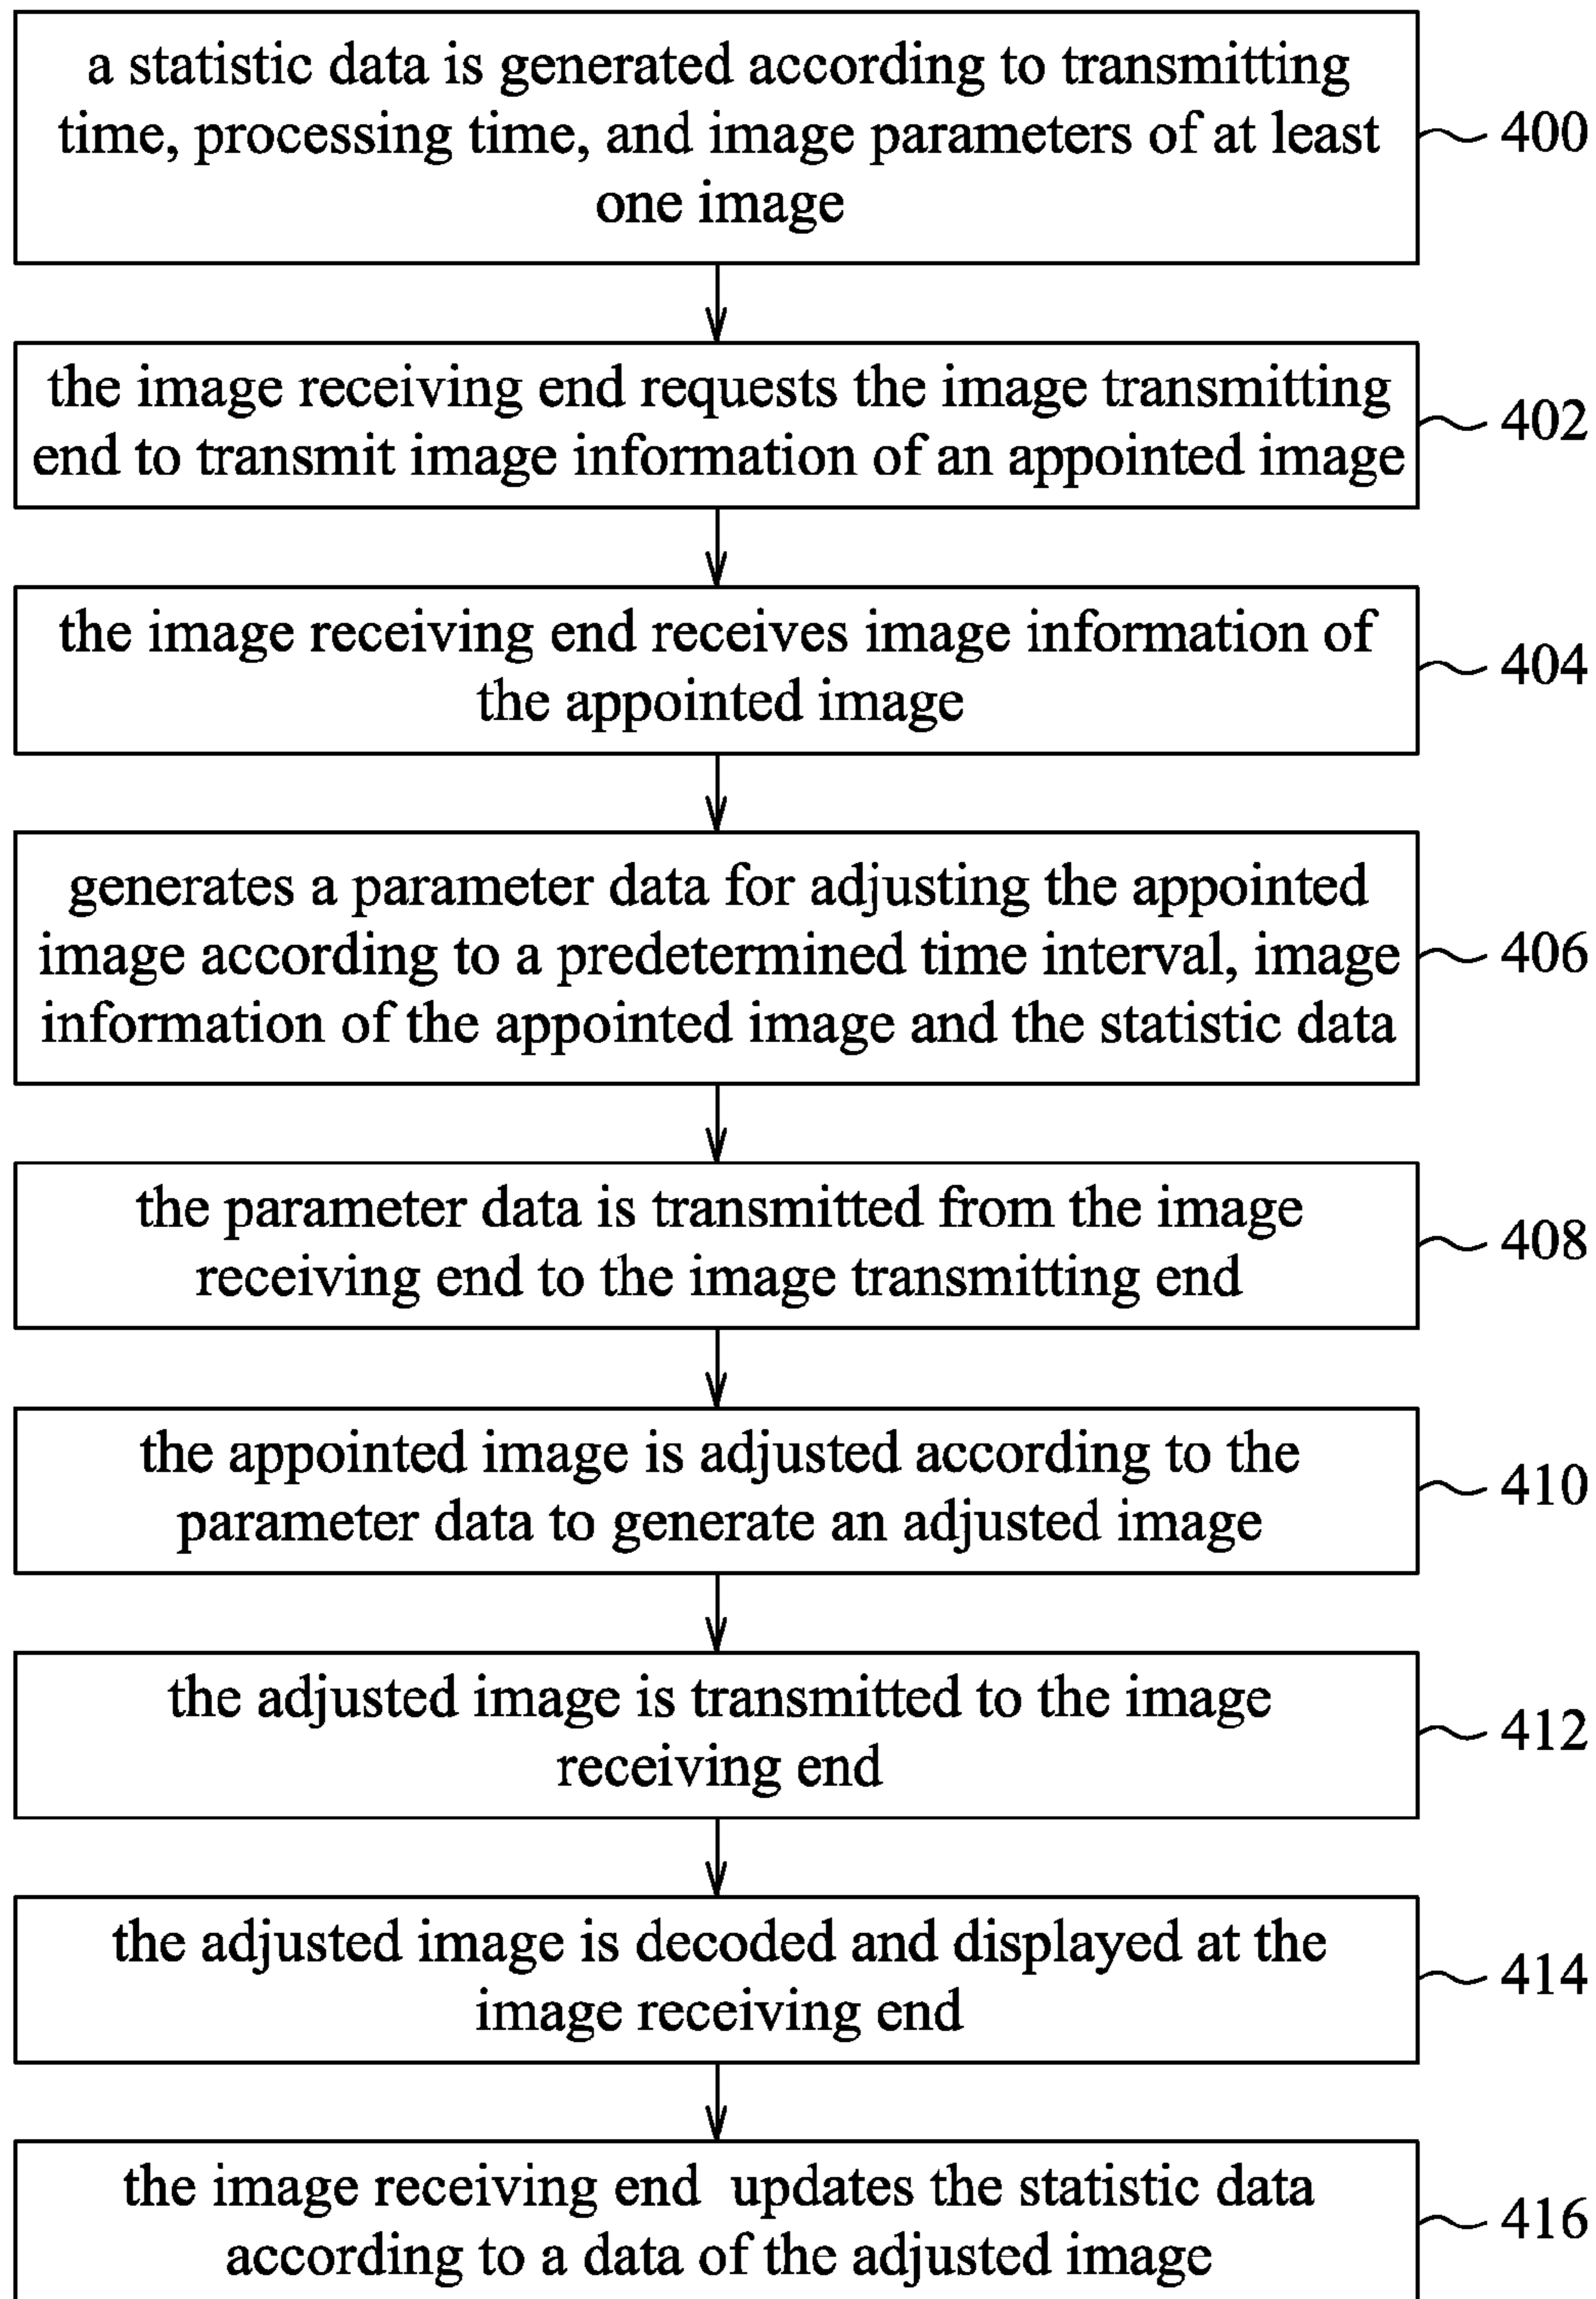 a statistic data is generated according to transmitting
time, processing time, and image parameters of at least
one image
400
the image receiving end requests the image transmitting
end to transmit image information of an appointed image
402
the image receiving end receives image information of
the appointed image
404
generates a parameter data for adjusting the appointed
image according to a predetermined time interval, image
information of the appointed image and the statistic data
406
the parameter data is transmitted from the image
receiving end to the image transmitting end
408
the appointed image is adjusted according to the
parameter data to generate an adjusted image
410
the adjusted image is transmitted to the image
receiving end
412
the adjusted image is decoded and displayed at the
image receiving end
414
the image receiving end  updates the statistic data
according to a data of the adjusted image
416